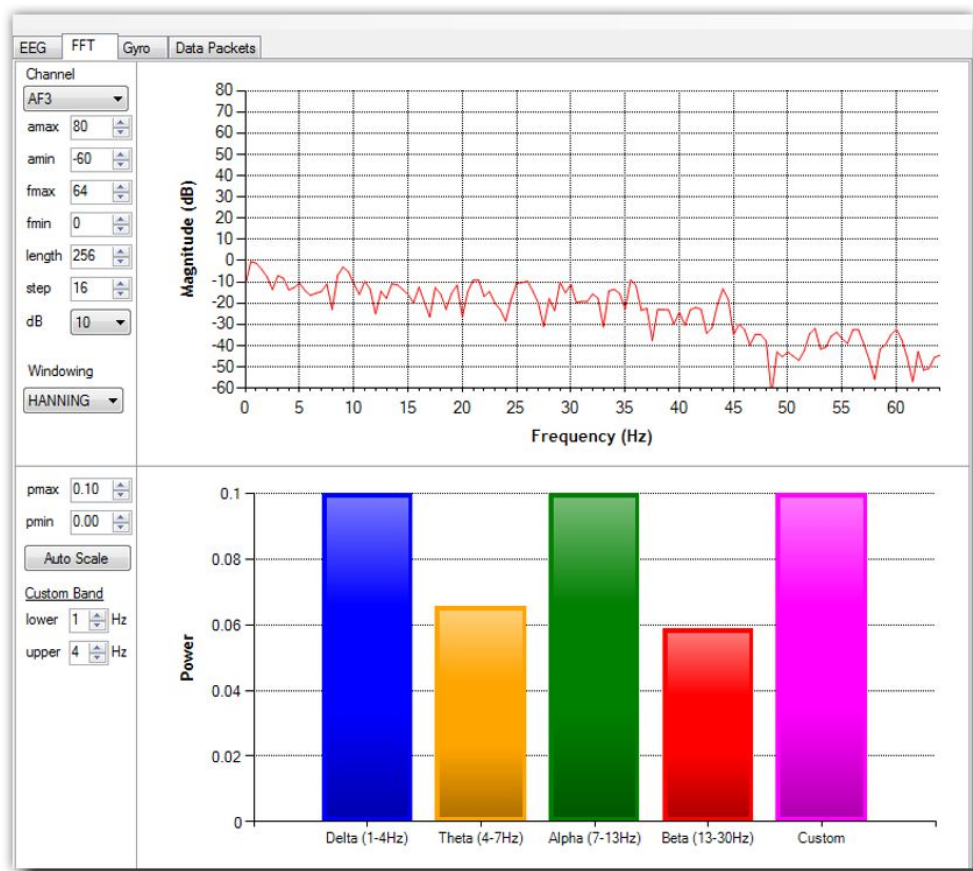 EEG FFT Gyro Data Packets
Channel
AF3
amax 80
amin -60
fmax 64
fmin 0
length 256
step 16
dB 10
Windowing
HANNING
Magnitude (dB)
80
70
60
50
40
30
20
10
0
-10
-20
-30
-40
-50
-60
0 5 10 15 20 25 30 35 40 45 50 55 60
Frequency (Hz)
pmax 0.10
pmin 0.00
Auto Scale
Custom Band
lower 1 Hz
upper 4 Hz
Power
0.1
0.08
0.06
0.04
0.02
0
Delta (1-4Hz) Theta (4-7Hz) Alpha (7-13Hz) Beta (13-30Hz) Custom